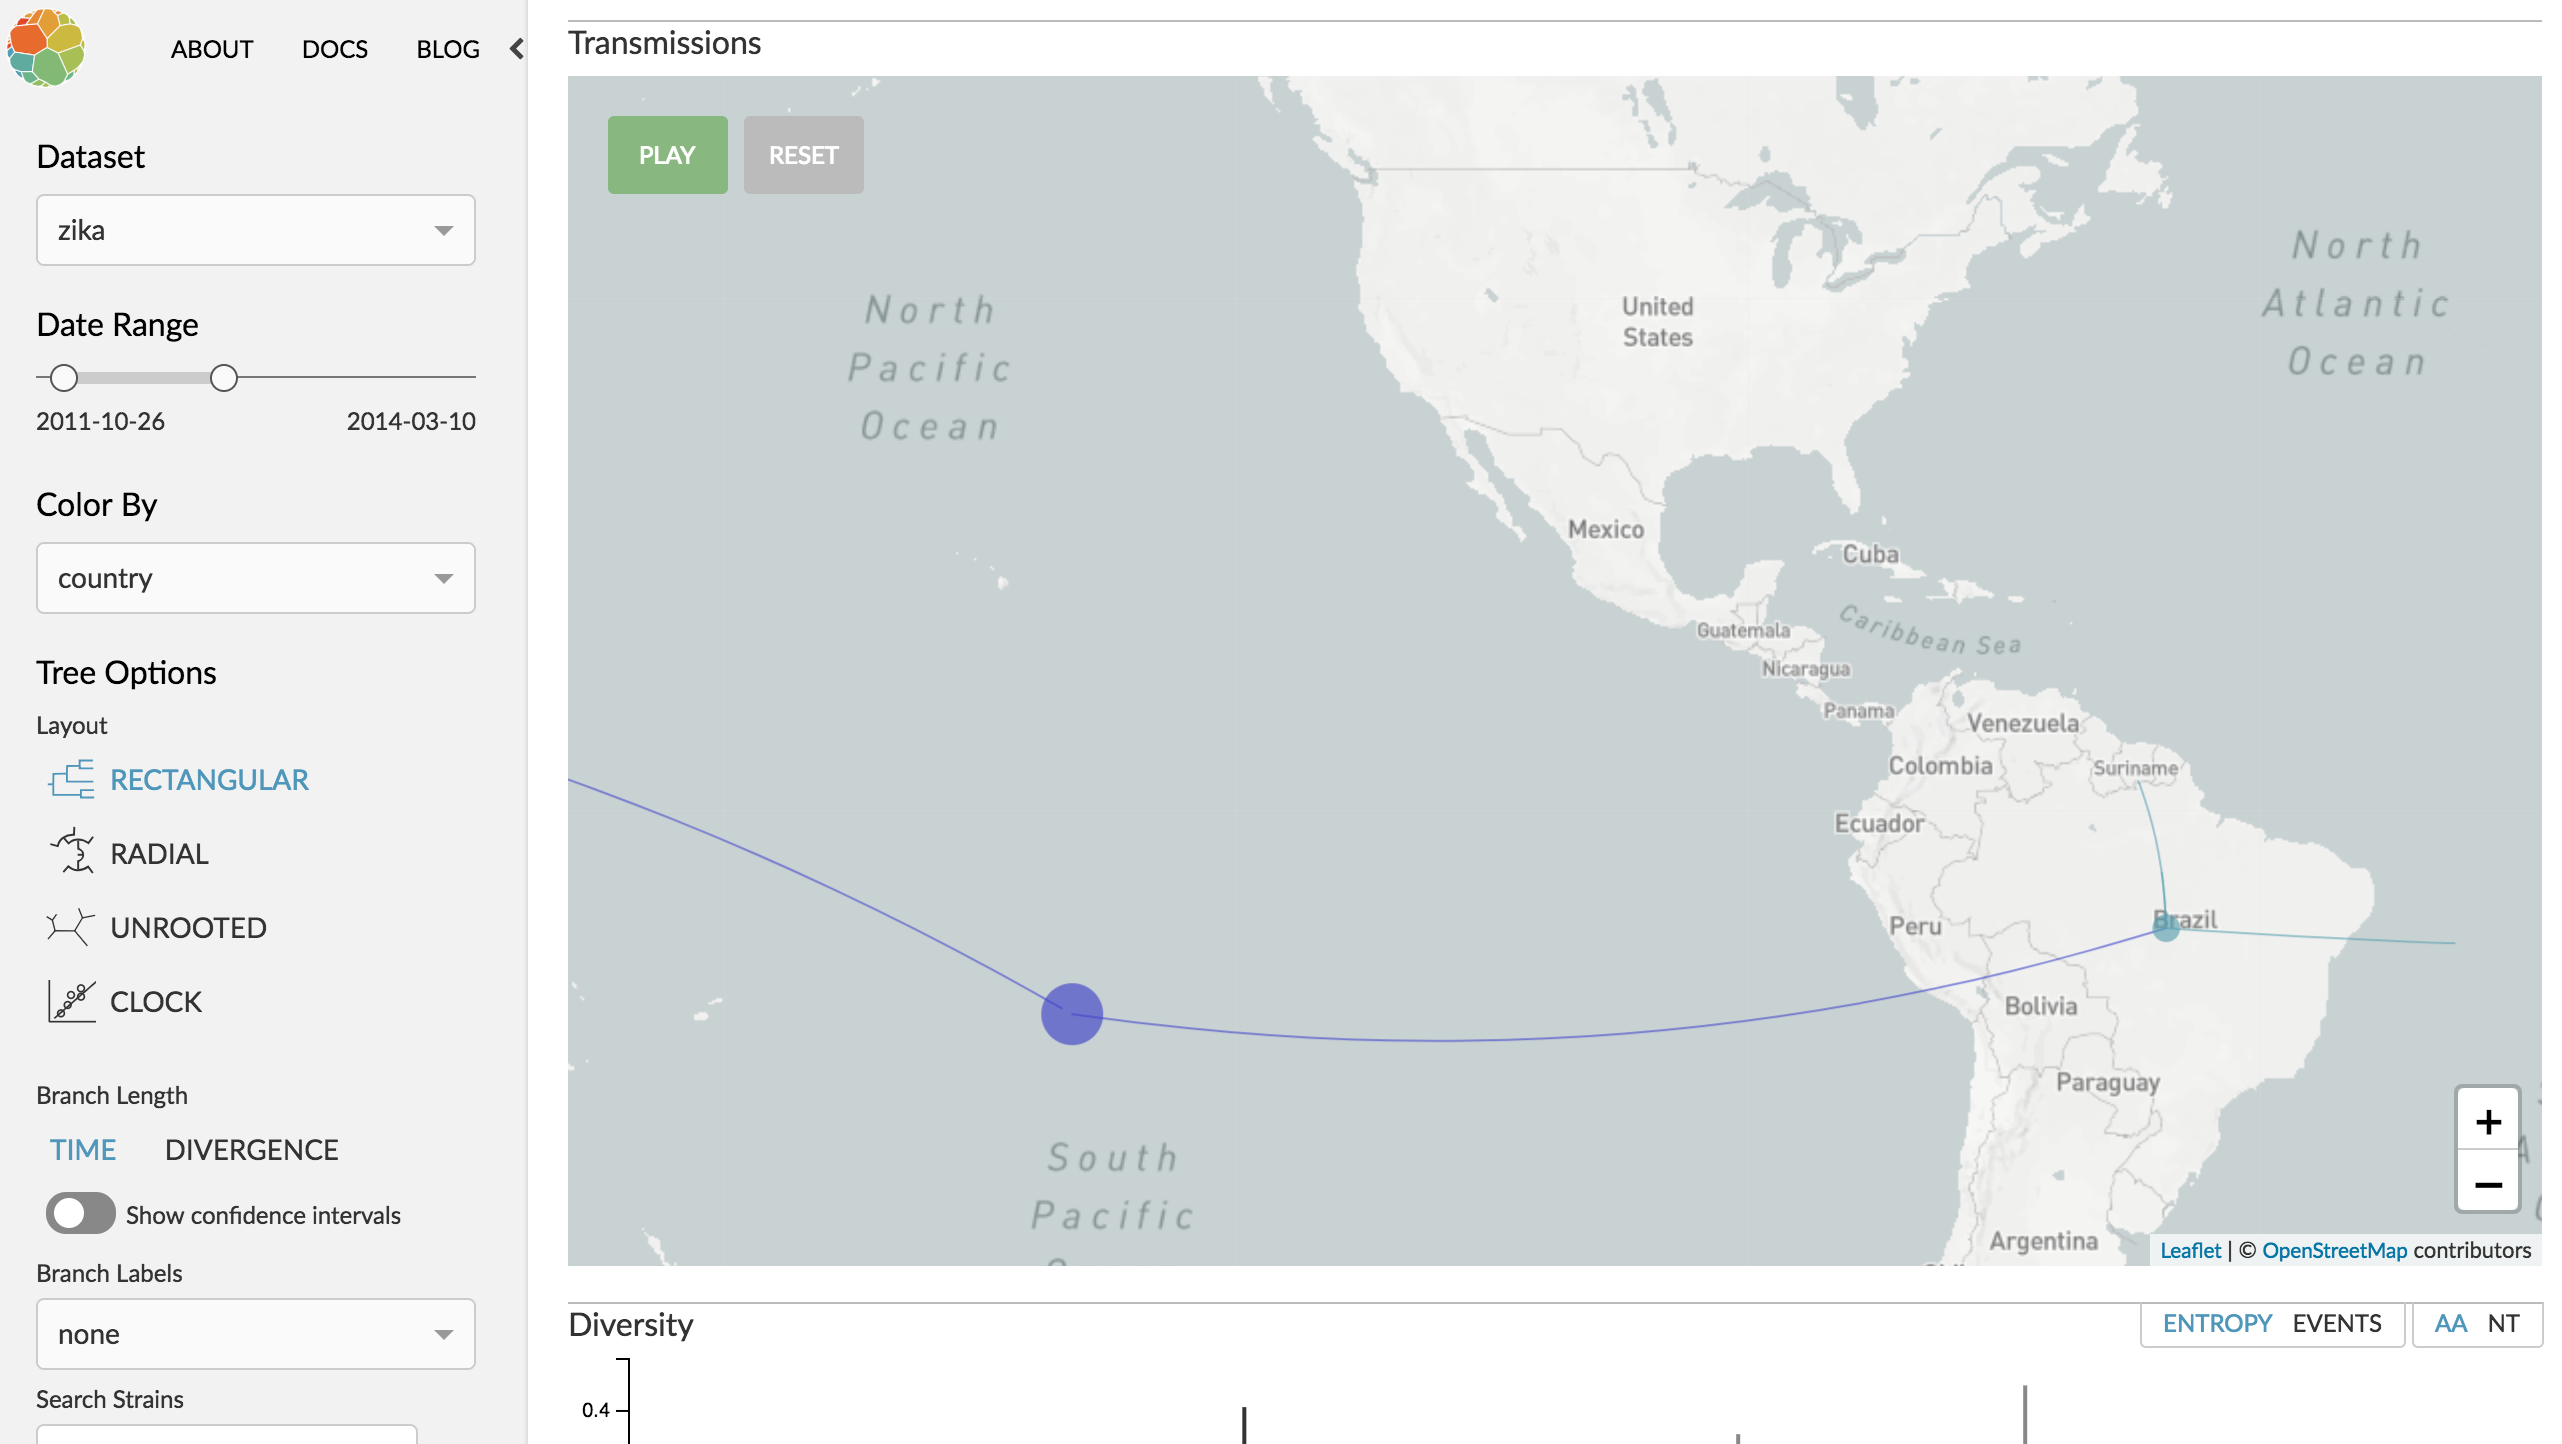 ABOUT DOCS BLOG
Dataset
zika
Date Range
2011-10-26 2014-03-10
Color By
country
Tree Options
Layout
RECTANGULAR
RADIAL
UNROOTED
CLOCK
Branch Length
TIME DIVERGENCE
Show confidence intervals
Branch Labels
none
Search Strains
Transmissions
PLAY RESET
North
Pacific
Ocean
United
States
North
Atlantic
Ocean
Mexico
Cuba
Guatemala
Caribbean Sea
Nicaragua
Panama
Venezuela
Colombia
Suriname
Ecuador
Brazil
Peru
Bolivia
Paraguay
South
Pacific
Argentina
+
−
Leaflet | © OpenStreetMap contributors
Diversity
ENTROPY EVENTS AA NT
0.4